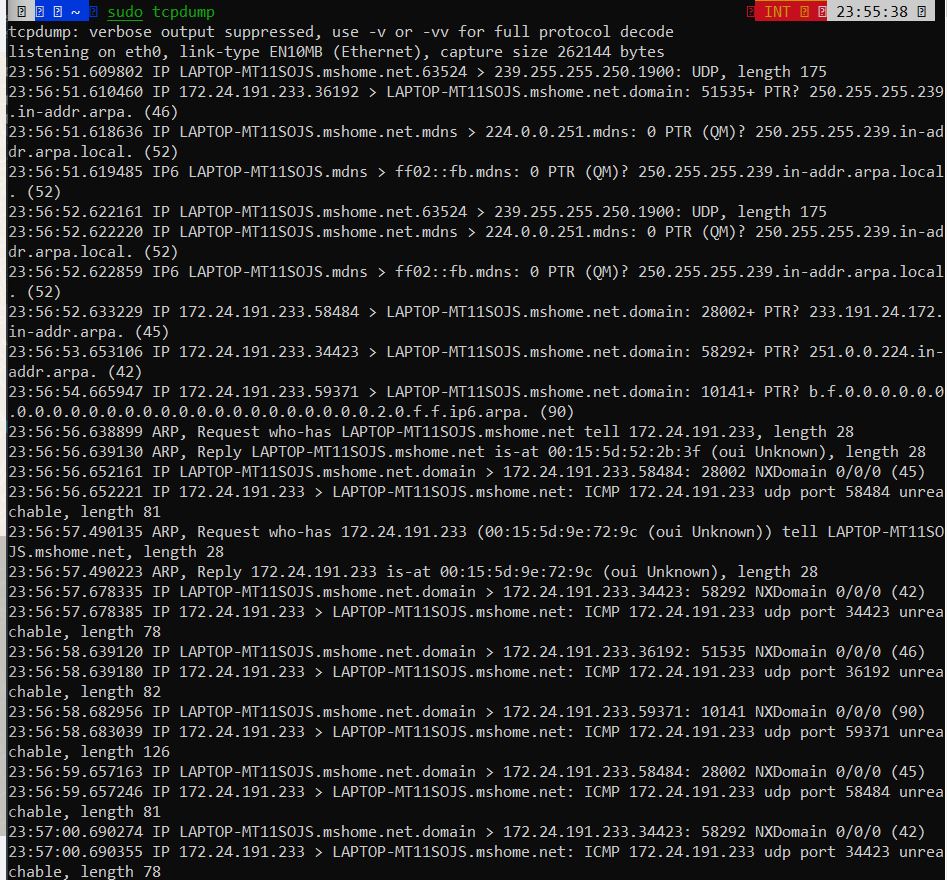 ~ sudo tcpdump INT 23:55:38
tcpdump: verbose output suppressed, use -v or -vv for full protocol decode
listening on eth0, link-type EN10MB (Ethernet), capture size 262144 bytes
23:56:51.609802 IP LAPTOP-MT11SOJS.mshome.net.63524 > 239.255.255.250.1900: UDP, length 175
23:56:51.610460 IP 172.24.191.233.36192 > LAPTOP-MT11SOJS.mshome.net.domain: 51535+ PTR? 250.255.255.239
.in-addr.arpa. (46)
23:56:51.618636 IP LAPTOP-MT11SOJS.mshome.net.mdns > 224.0.0.251.mdns: 0 PTR (QM)? 250.255.255.239.in-ad
dr.arpa.local. (52)
23:56:51.619485 IP6 LAPTOP-MT11SOJS.mdns > ff02::fb.mdns: 0 PTR (QM)? 250.255.255.239.in-addr.arpa.local
. (52)
23:56:52.622161 IP LAPTOP-MT11SOJS.mshome.net.63524 > 239.255.255.250.1900: UDP, length 175
23:56:52.622220 IP LAPTOP-MT11SOJS.mshome.net.mdns > 224.0.0.251.mdns: 0 PTR (QM)? 250.255.255.239.in-ad
dr.arpa.local. (52)
23:56:52.622859 IP6 LAPTOP-MT11SOJS.mdns > ff02::fb.mdns: 0 PTR (QM)? 250.255.255.239.in-addr.arpa.local
. (52)
23:56:52.633229 IP 172.24.191.233.58484 > LAPTOP-MT11SOJS.mshome.net.domain: 28002+ PTR? 233.191.24.172.
in-addr.arpa. (45)
23:56:53.653106 IP 172.24.191.233.34423 > LAPTOP-MT11SOJS.mshome.net.domain: 58292+ PTR? 251.0.0.224.in-
addr.arpa. (42)
23:56:54.665947 IP 172.24.191.233.59371 > LAPTOP-MT11SOJS.mshome.net.domain: 10141+ PTR? b.f.0.0.0.0.0.0
.0.0.0.0.0.0.0.0.0.0.0.0.0.0.0.0.0.0.0.0.2.0.f.f.ip6.arpa. (90)
23:56:56.638899 ARP, Request who-has LAPTOP-MT11SOJS.mshome.net tell 172.24.191.233, length 28
23:56:56.639130 ARP, Reply LAPTOP-MT11SOJS.mshome.net is-at 00:15:5d:52:2b:3f (oui Unknown), length 28
23:56:56.652161 IP LAPTOP-MT11SOJS.mshome.net.domain > 172.24.191.233.58484: 28002 NXDomain 0/0/0 (45)
23:56:56.652221 IP 172.24.191.233 > LAPTOP-MT11SOJS.mshome.net: ICMP 172.24.191.233 udp port 58484 unrea
chable, length 81
23:56:57.490135 ARP, Request who-has 172.24.191.233 (00:15:5d:9e:72:9c (oui Unknown)) tell LAPTOP-MT11SO
JS.mshome.net, length 28
23:56:57.490223 ARP, Reply 172.24.191.233 is-at 00:15:5d:9e:72:9c (oui Unknown), length 28
23:56:57.678335 IP LAPTOP-MT11SOJS.mshome.net.domain > 172.24.191.233.34423: 58292 NXDomain 0/0/0 (42)
23:56:57.678385 IP 172.24.191.233 > LAPTOP-MT11SOJS.mshome.net: ICMP 172.24.191.233 udp port 34423 unrea
chable, length 78
23:56:58.639120 IP LAPTOP-MT11SOJS.mshome.net.domain > 172.24.191.233.36192: 51535 NXDomain 0/0/0 (46)
23:56:58.639180 IP 172.24.191.233 > LAPTOP-MT11SOJS.mshome.net: ICMP 172.24.191.233 udp port 36192 unrea
chable, length 82
23:56:58.682956 IP LAPTOP-MT11SOJS.mshome.net.domain > 172.24.191.233.59371: 10141 NXDomain 0/0/0 (90)
23:56:58.683039 IP 172.24.191.233 > LAPTOP-MT11SOJS.mshome.net: ICMP 172.24.191.233 udp port 59371 unrea
chable, length 126
23:56:59.657163 IP LAPTOP-MT11SOJS.mshome.net.domain > 172.24.191.233.58484: 28002 NXDomain 0/0/0 (45)
23:56:59.657246 IP 172.24.191.233 > LAPTOP-MT11SOJS.mshome.net: ICMP 172.24.191.233 udp port 58484 unrea
chable, length 81
23:57:00.690274 IP LAPTOP-MT11SOJS.mshome.net.domain > 172.24.191.233.34423: 58292 NXDomain 0/0/0 (42)
23:57:00.690355 IP 172.24.191.233 > LAPTOP-MT11SOJS.mshome.net: ICMP 172.24.191.233 udp port 34423 unrea
chable, length 78